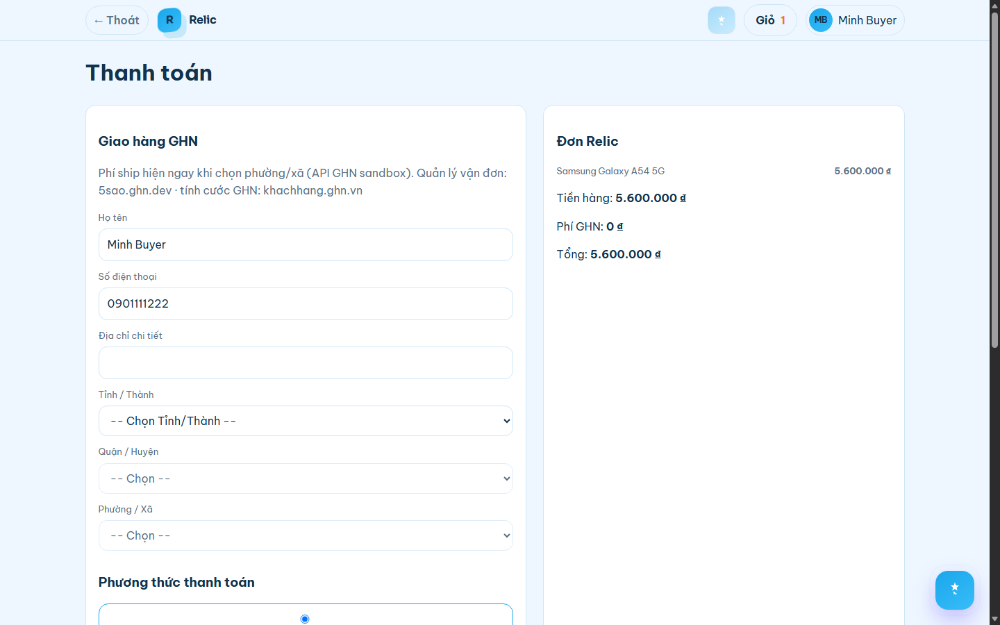 ← Thoát
R
Relic
Giỏ 1
MB
Minh Buyer
Thanh toán
Giao hàng GHN
Phí ship hiện ngay khi chọn phường/xã (API GHN sandbox). Quản lý vận đơn:
5sao.ghn.dev · tính cước GHN: khachhang.ghn.vn
Họ tên
Minh Buyer
Số điện thoại
0901111222
Địa chỉ chi tiết
Tỉnh / Thành
-- Chọn Tỉnh/Thành --
Quận / Huyện
-- Chọn --
Phường / Xã
-- Chọn --
Phương thức thanh toán
Đơn Relic
Samsung Galaxy A54 5G
5.600.000 ₫
Tiền hàng: 5.600.000 ₫
Phí GHN: 0 ₫
Tổng: 5.600.000 ₫